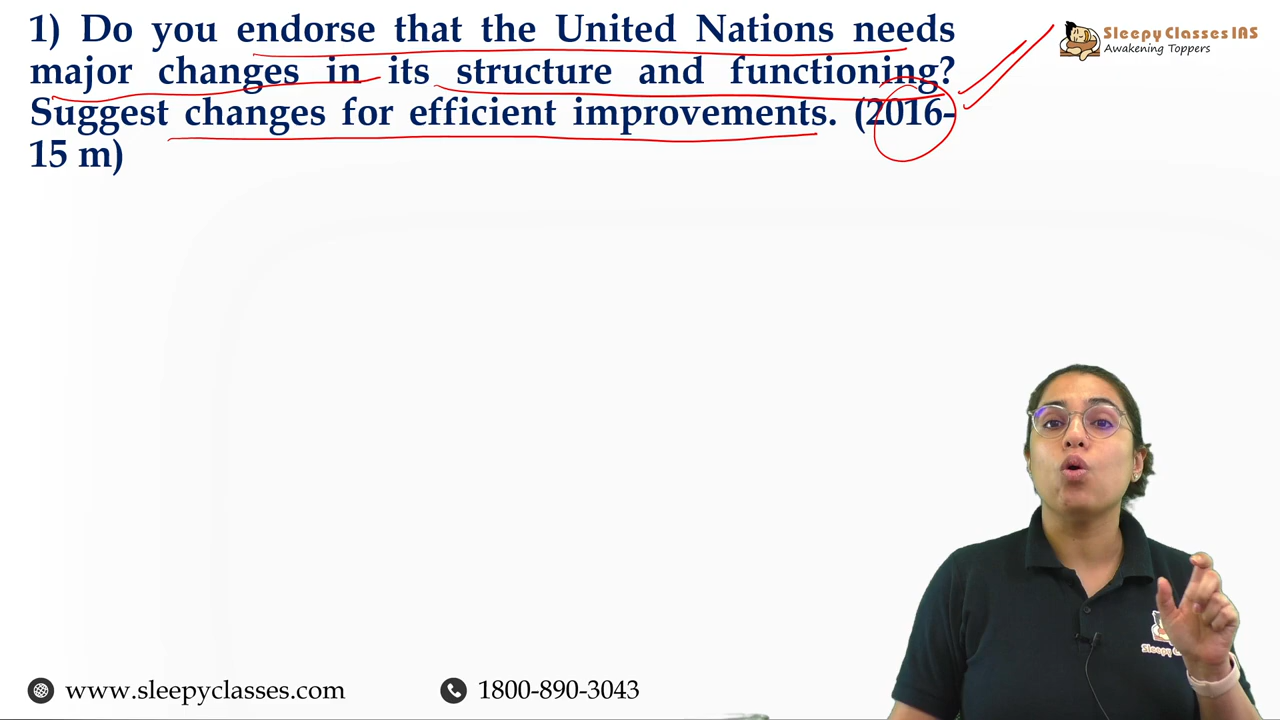 1) Do you endorse that the United Nations needs
major changes in its structure and functioning?
Suggest changes for efficient improvements. (2016-
15 m)
Sleepy Classes IAS
Awakening Toppers
www.sleepyclasses.com
1800-890-3043